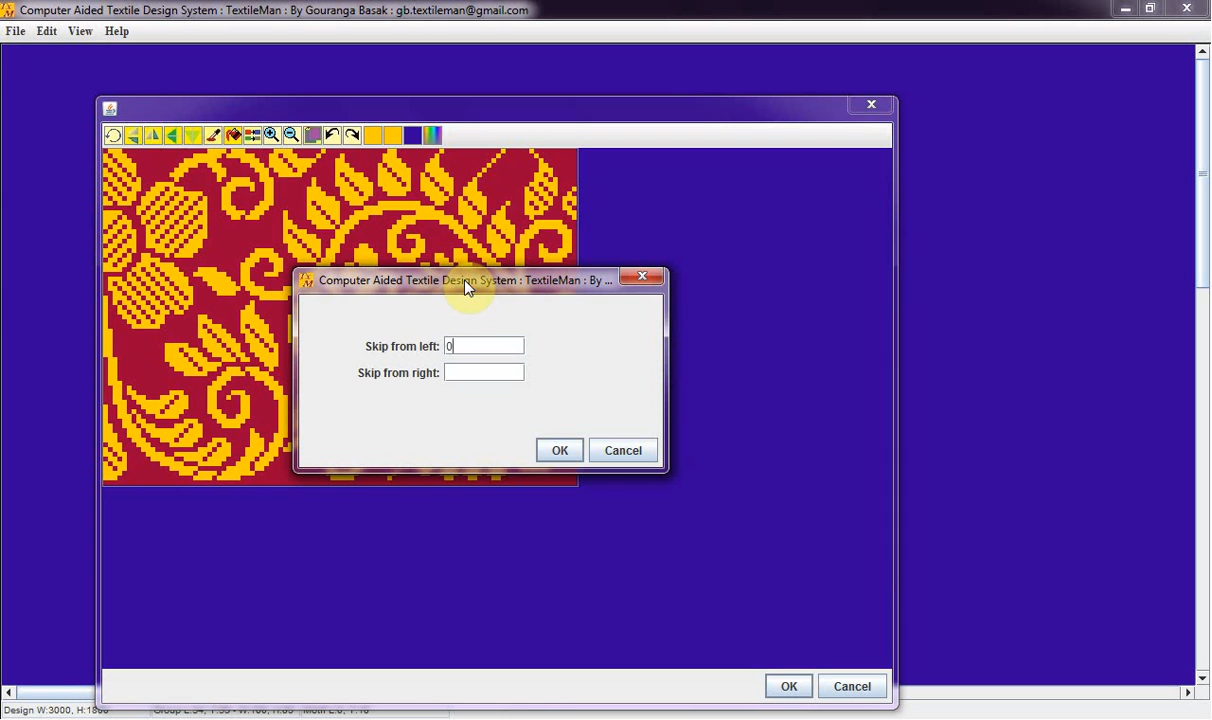 Computer Aided Textile Design System : TextileMan : By Gouranga Basak : gb.textileman@gmail.com
File Edit View Help
Computer Aided Textile Design System : TextileMan : By ...
Skip from left: 0
Skip from right:
OK Cancel
OK Cancel
Design W:3000, H:1800